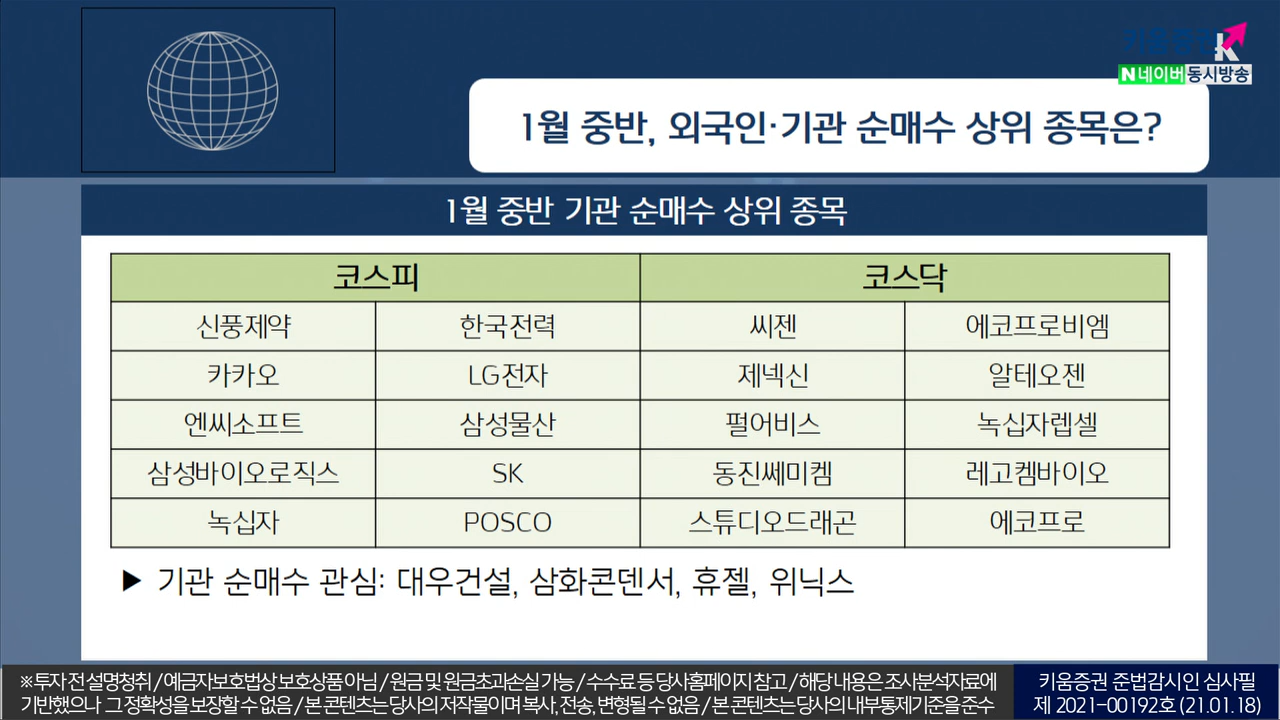 키움증권
N 네이버 동시방송
1월 중반, 외국인·기관 순매수 상위 종목은?
1월 중반 기관 순매수 상위 종목
코스피 코스닥
신풍제약 한국전력 씨젠 에코프로비엠
카카오 LG전자 제넥신 알테오젠
엔씨소프트 삼성물산 펄어비스 녹십자렙셀
삼성바이오로직스 SK 동진쎄미켐 레고켐바이오
녹십자 POSCO 스튜디오드래곤 에코프로
▶ 기관 순매수 관심: 대우건설, 삼화콘덴서, 휴젤, 위닉스
※투자 전 설명청취 / 예금자보호법상 보호상품 아님 / 원금 및 원금초과손실 가능 / 수수료 등 당사홈페이지 참고 / 해당 내용은 조사분석자료에
기반했으나 그 정확성을 보장할 수 없음 / 본 콘텐츠는 당사의 저작물이며 복사, 전송, 변형될 수 없음 / 본 콘텐츠는 당사의 내부통제기준을 준수
키움증권 준법감시인 심사필
제 2021-00192호 (21.01.18)